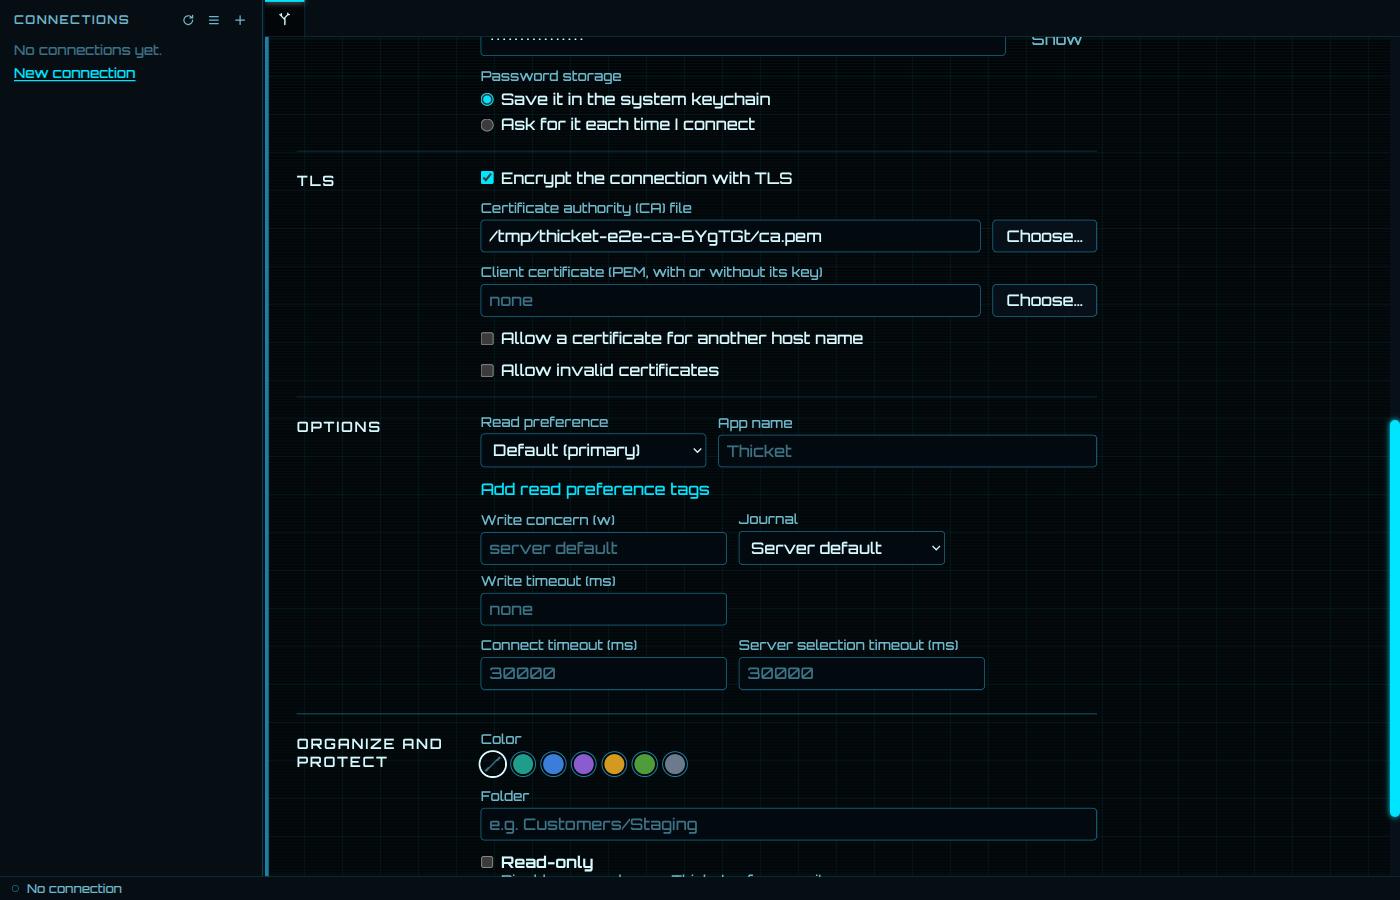 CONNECTIONS
No connections yet.
New connection
Show
Password storage
Save it in the system keychain
Ask for it each time I connect
TLS
Encrypt the connection with TLS
Certificate authority (CA) file
/tmp/thicket-e2e-ca-6YgTGt/ca.pem
Choose...
Client certificate (PEM, with or without its key)
none
Choose...
Allow a certificate for another host name
Allow invalid certificates
OPTIONS
Read preference
App name
Default (primary)
Thicket
Add read preference tags
Write concern (w)
Journal
server default
Server default
Write timeout (ms)
none
Connect timeout (ms)
Server selection timeout (ms)
30000
30000
ORGANIZE AND
PROTECT
Color
Folder
e.g. Customers/Staging
Read-only
No connection